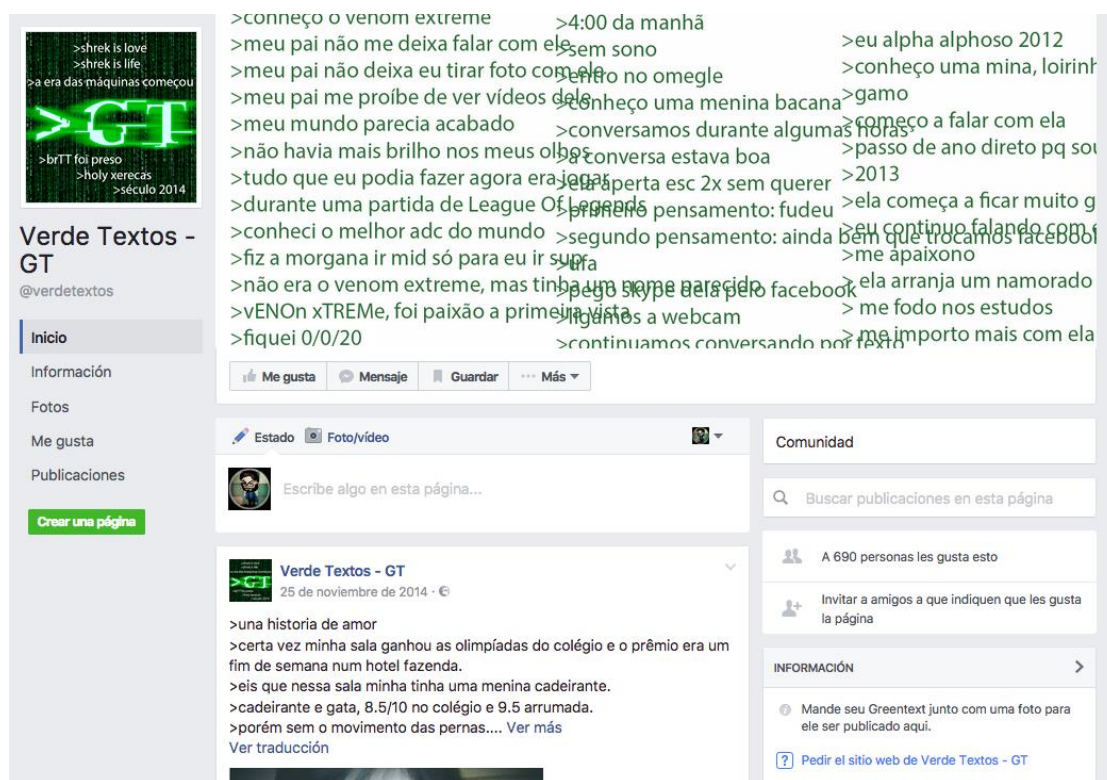 >shrek is love
>shrek is life
>a era das máquinas começou
>GT
>brTT foi preso
>holy xerecas
>século 2014
Verde Textos -
GT
@verdetextos
Inicio
Información
Fotos
Me gusta
Publicaciones
Crear una página
>conheço o venom extreme
>meu pai não me deixa falar com ele
>meu pai não deixa eu tirar foto com ele
>meu pai me proíbe de ver vídeos dele
>meu mundo parecia acabado
>não havia mais brilho nos meus olhos
>tudo que eu podia fazer agora era jogar
>durante uma partida de League Of Legends
>conheci o melhor adc do mundo
>fiz a morgana ir mid só para eu ir sup
>não era o venom extreme, mas tinha um nome parecido
>vENOn xTREMe, foi paixão a primeira vista
>fiquei 0/0/20
>4:00 da manhã
>sem sono
>entro no omegle
>conheço uma menina bacana
>conversamos durante algumas horas
>a conversa estava boa
>ela aperta esc 2x sem querer
>primeiro pensamento: fudeu
>segundo pensamento: ainda bem que trocamos facebook
>ufa
>pego skype dela pelo facebook
>ligamos a webcam
>continuamos conversando por texto
>eu alpha alphoso 2012
>conheço uma mina, loirinh
>gamo
>começo a falar com ela
>passo de ano direto pq sou
>2013
>ela começa a ficar muito g
>eu continuo falando com
>me apaixono
> ela arranja um namorado
> me fodo nos estudos
> me importo mais com ela
Me gusta Mensaje Guardar ··· Más
Estado Foto/vídeo
Escribe algo en esta página...
Verde Textos - GT
25 de noviembre de 2014 ·
>una historia de amor
>certa vez minha sala ganhou as olimpíadas do colégio e o prêmio era um
fim de semana num hotel fazenda.
>eis que nessa sala minha tinha uma menina cadeirante.
>cadeirante e gata, 8.5/10 no colégio e 9.5 arrumada.
>porém sem o movimento das pernas.... Ver más
Ver traducción
Comunidad
Buscar publicaciones en esta página
A 690 personas les gusta esto
Invitar a amigos a que indiquen que les gusta
la página
INFORMACIÓN
Mande seu Greentext junto com uma foto para
ele ser publicado aqui.
Pedir el sitio web de Verde Textos - GT